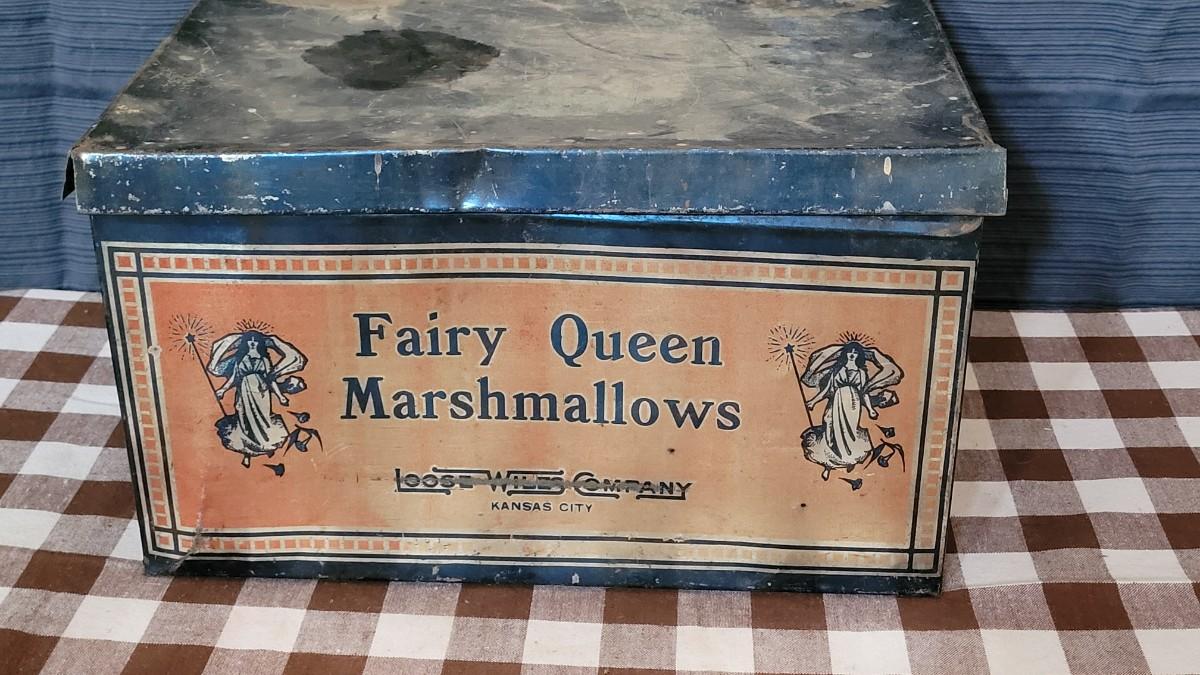 Fairy Queen
Marshmallows
Loose-Wiles Company
KANSAS CITY